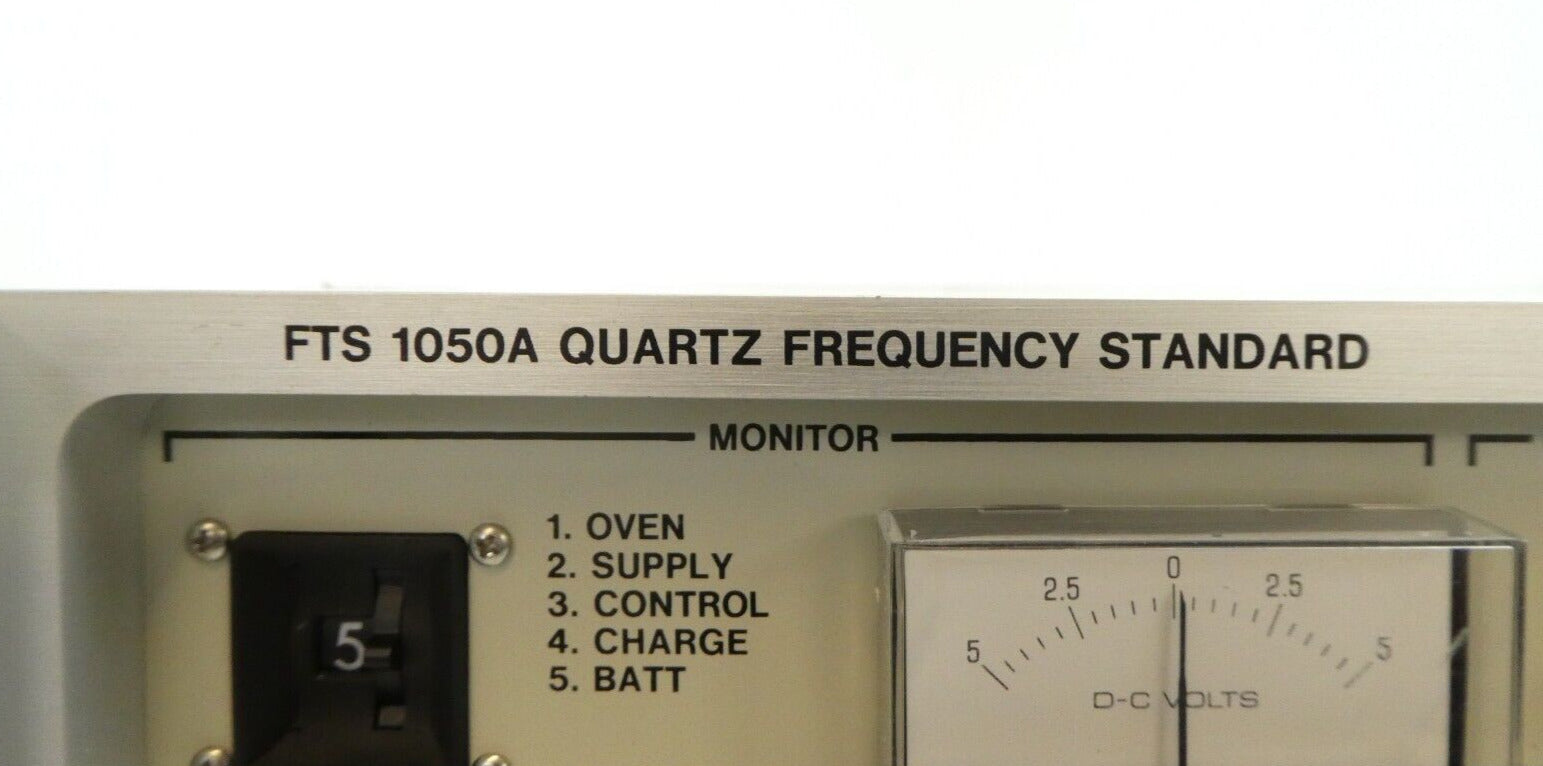 FTS 1050A QUARTZ FREQUENCY STANDARD
MONITOR
1. OVEN
2. SUPPLY
3. CONTROL
4. CHARGE
5. BATT
5
5 2.5 0 2.5 5
D-C VOLTS